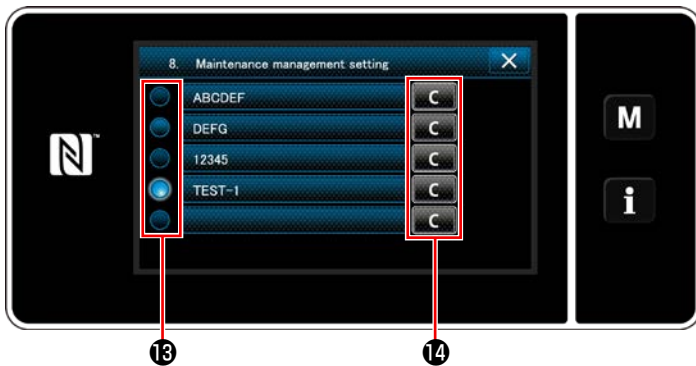 8. Maintenance management setting
ABCDEF C
DEFG C
12345 C
TEST-1 C
C
M
i
⓭ ⓮